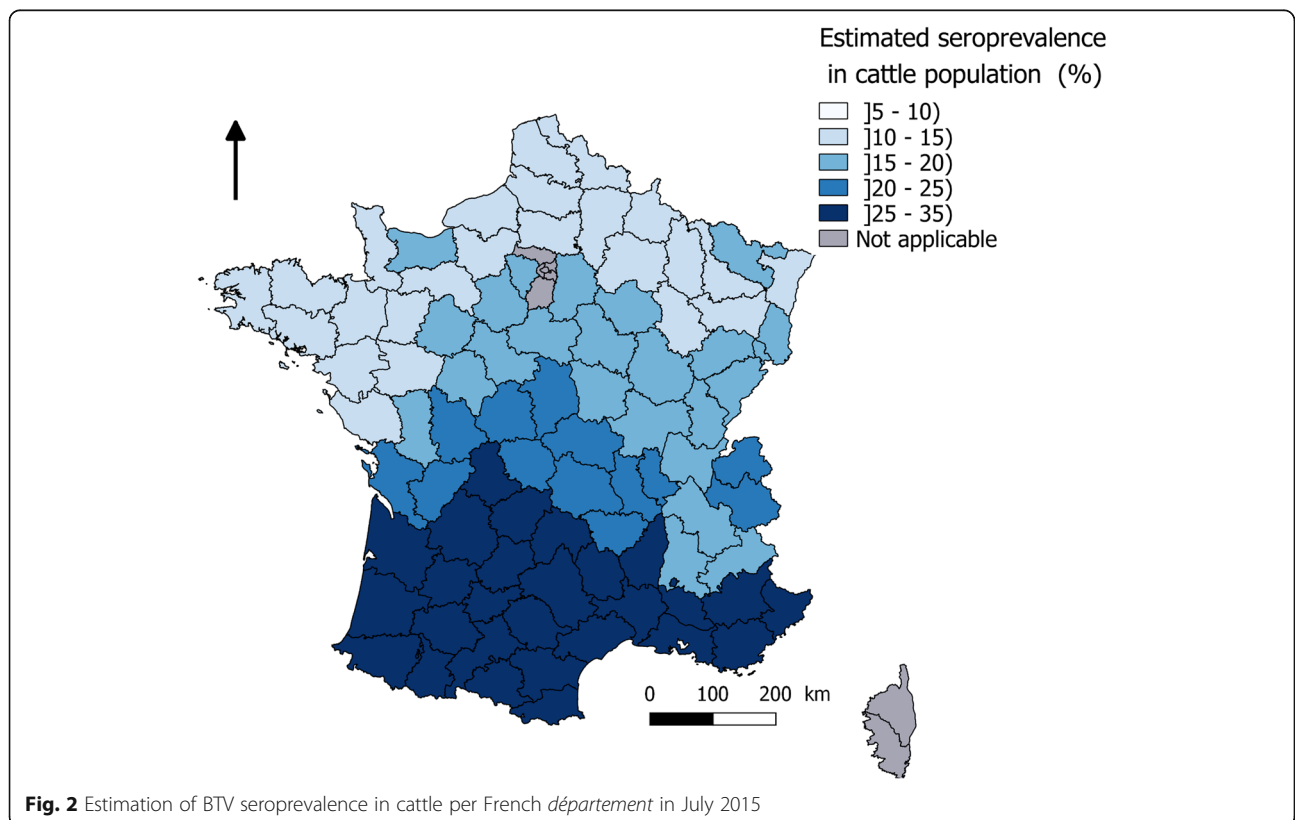 Estimated seroprevalence
in cattle population (%)
]5 - 10)
]10 - 15)
]15 - 20)
]20 - 25)
]25 - 35)
Not applicable
0 100 200 km
Fig. 2 Estimation of BTV seroprevalence in cattle per French département in July 2015